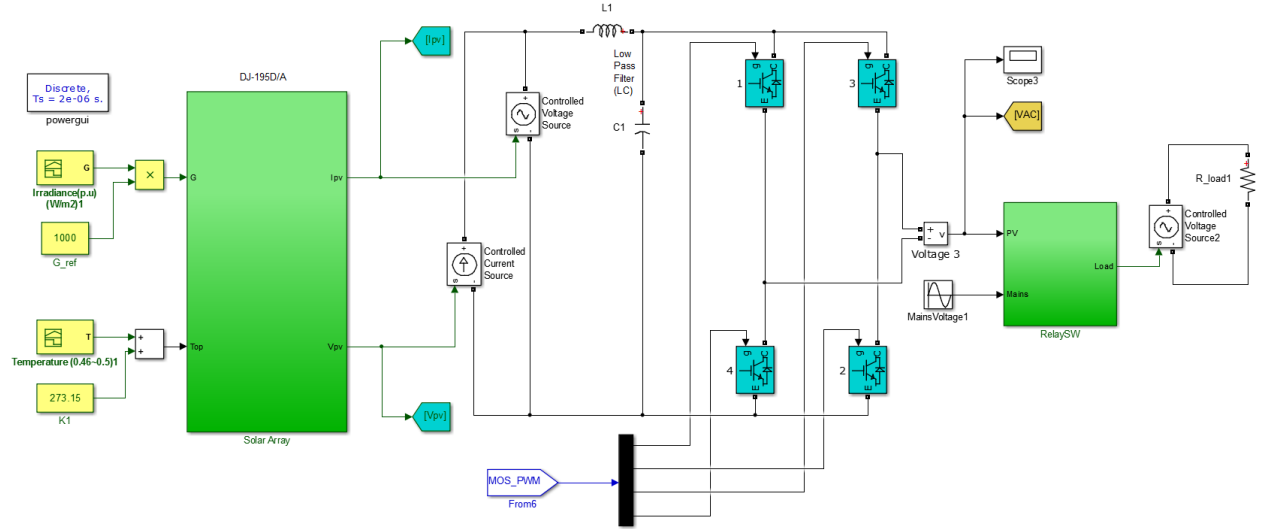 L1
[Ipv]
Low
Pass
Filter
(LC)
DJ-195D/A
Discrete,
Ts = 2e-06 s.
powergui
Controlled
Voltage
Source
+
-
s
C1
+
1
g
C
E
3
g
C
E
Scope3
[VAC]
G
Irradiance(p.u)
(W/m2)1
×
G
Ipv
1000
G_ref
Controlled
Current
Source
+
-
s
+
-
v
Voltage 3
PV
Mains
Load
RelaySW
MainsVoltage1
Controlled
Voltage
Source2
+
-
s
R_load1
+
T
Temperature (0.46~0.5)1
+
+
Top
Vpv
273.15
K1
[Vpv]
Solar Array
4
g
C
E
2
g
C
E
MOS_PWM
From6